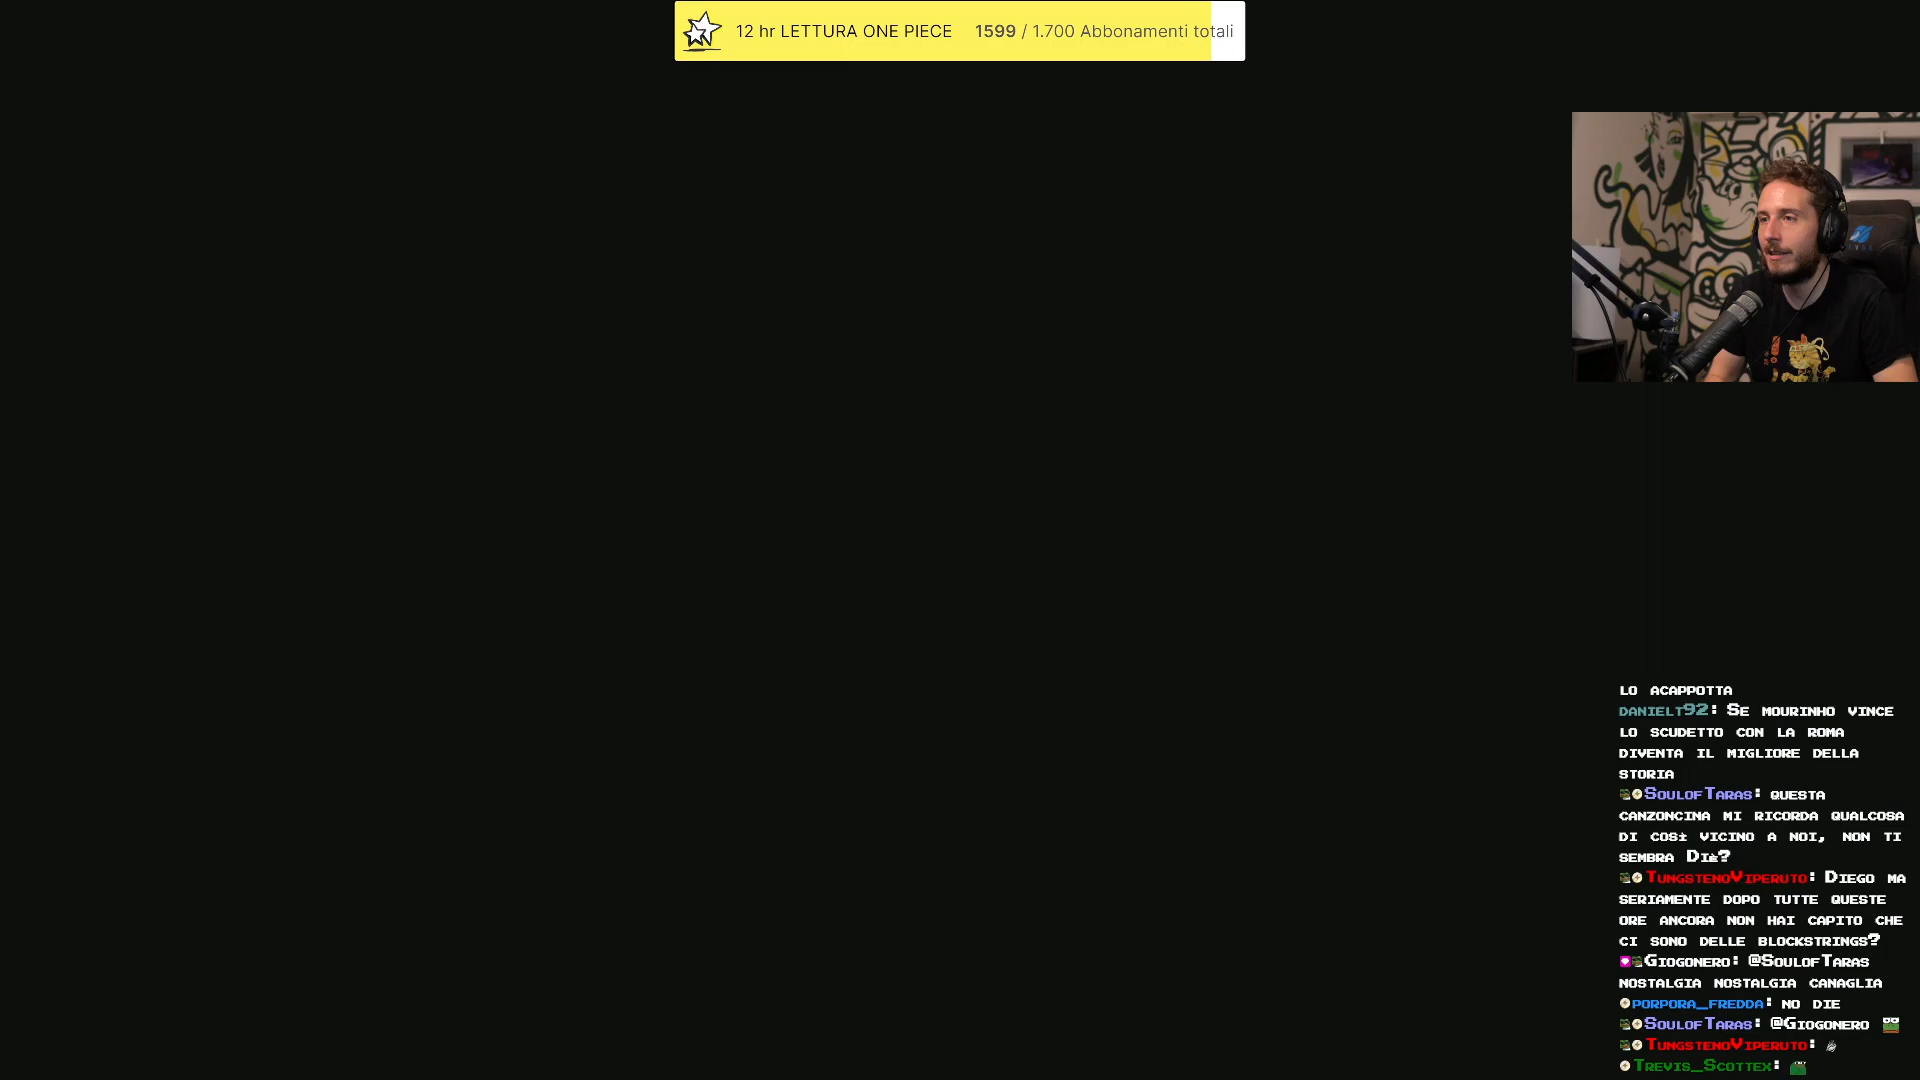 12 hr LETTURA ONE PIECE 1599 / 1.700 Abbonamenti totali
LO ACAPPOTTA
DANIELT92: SE MOURINHO VINCE
LO SCUDETTO CON LA ROMA
DIVENTA IL MIGLIORE DELLA
STORIA
SOULOFTARAS: QUESTA
CANZONCINA MI RICORDA QUALCOSA
DI COSÌ VICINO A NOI, NON TI
SEMBRA DIÈ?
TUNGSTENOVIPERUTO: DIEGO MA
SERIAMENTE DOPO TUTTE QUESTE
ORE ANCORA NON HAI CAPITO CHE
CI SONO DELLE BLOCKSTRINGS?
GIOGONERO: @SOULOFTARAS
NOSTALGIA NOSTALGIA CANAGLIA
PORPORA_FREDDA: NO DIE
SOULOFTARAS: @GIOGONERO
TUNGSTENOVIPERUTO:
TREVIS_SCOTTEX: